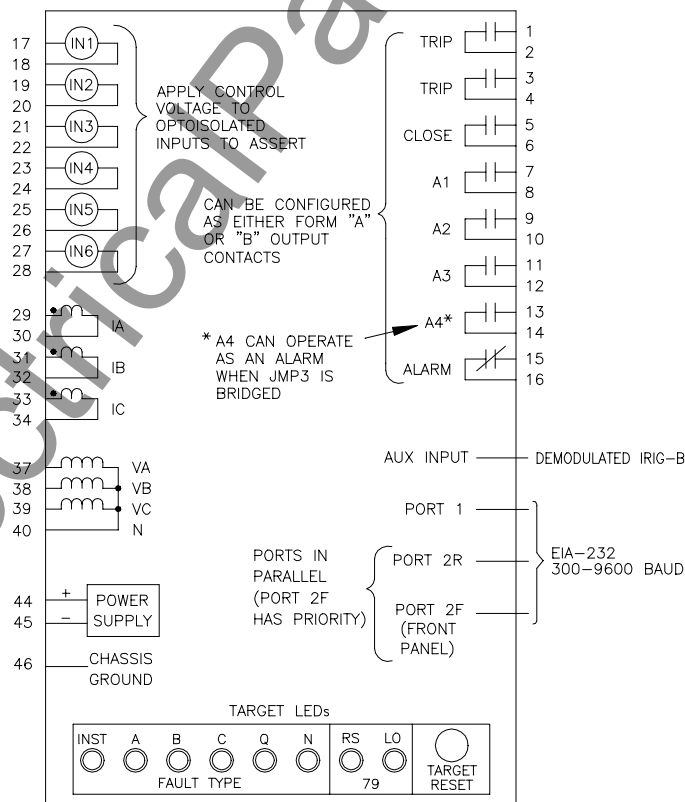 17
IN1
18
19
IN2
20
21
IN3
22
23
IN4
24
25
IN5
26
27
IN6
28
APPLY CONTROL
VOLTAGE TO
OPTOISOLATED
INPUTS TO ASSERT
CAN BE CONFIGURED
AS EITHER FORM "A"
OR "B" OUTPUT
CONTACTS
TRIP
1
2
TRIP
3
4
CLOSE
5
6
A1
7
8
A2
9
10
A3
11
12
A4*
13
14
ALARM
15
16
* A4 CAN OPERATE
AS AN ALARM
WHEN JMP3 IS
BRIDGED
29
IA
30
31
IB
32
33
IC
34
37
VA
38
VB
39
VC
40
N
AUX INPUT
DEMODULATED IRIG-B
PORT 1
PORT 2R
PORT 2F
(FRONT
PANEL)
EIA-232
300-9600 BAUD
PORTS IN
PARALLEL
(PORT 2F
HAS PRIORITY)
44
+
45
-
POWER
SUPPLY
46
CHASSIS
GROUND
TARGET LEDs
INST A B C Q N RS LO
FAULT TYPE
79
TARGET
RESET